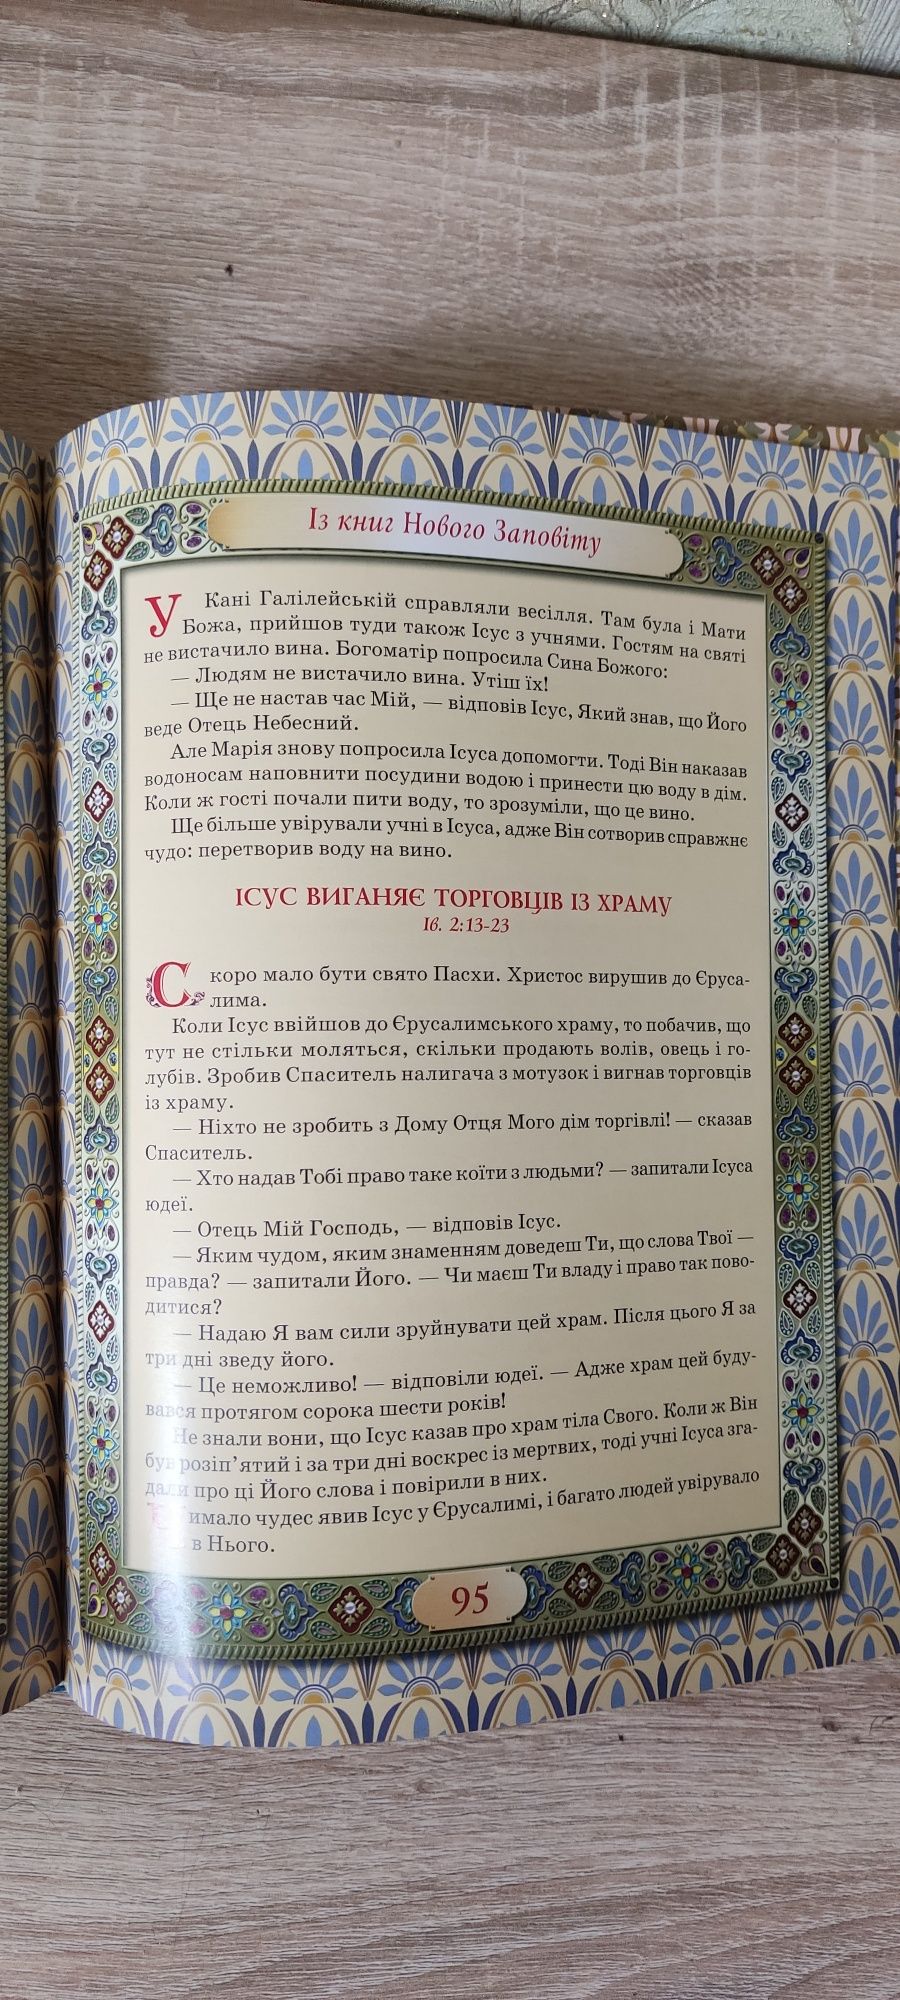 Із книг Нового Заповіту
У Кані Галілейській справляли весілля. Там була і Мати
Божа, прийшов туди також Ісус з учнями. Гостям на святі
не вистачило вина. Богоматір попросила Сина Божого:
— Людям не вистачило вина. Утіш їх!
— Ще не настав час Мій, — відповів Ісус, Який знав, що Його
веде Отець Небесний.
Але Марія знову попросила Ісуса допомогти. Тоді Він наказав
водоносам наповнити посудини водою і принести цю воду в дім.
Коли ж гості почали пити воду, то зрозуміли, що це вино.
Ще більше увірували учні в Ісуса, адже Він сотворив справжнє
чудо: перетворив воду на вино.
ІСУС ВИГАНЯЄ ТОРГОВЦІВ ІЗ ХРАМУ
Ів. 2:13-23
Скоро мало бути свято Пасхи. Христос вирушив до Єруса-
лима.
Коли Ісус ввійшов до Єрусалимського храму, то побачив, що
тут не стільки моляться, скільки продають волів, овець і го-
лубів. Зробив Спаситель налигача з мотузок і вигнав торговців
із храму.
— Ніхто не зробить з Дому Отця Мого дім торгівлі! — сказав
Спаситель.
— Хто надав Тобі право таке коїти з людьми? — запитали Ісуса
юдеї.
— Отець Мій Господь, — відповів Ісус.
— Яким чудом, яким знаменням доведеш Ти, що слова Твої —
правда? — запитали Його. — Чи маєш Ти владу і право так пово-
дитися?
— Надаю Я вам сили зруйнувати цей храм. Після цього Я за
три дні зведу його.
— Це неможливо! — відповіли юдеї. — Адже храм цей буду-
вався протягом сорока шести років!
Не знали вони, що Ісус казав про храм тіла Свого. Коли ж Він
був розіп’ятий і за три дні воскрес із мертвих, тоді учні Ісуса зга-
дали про ці Його слова і повірили в них.
чудес явив Ісус у Єрусалимі, і багато людей увірувало
в Нього.
95